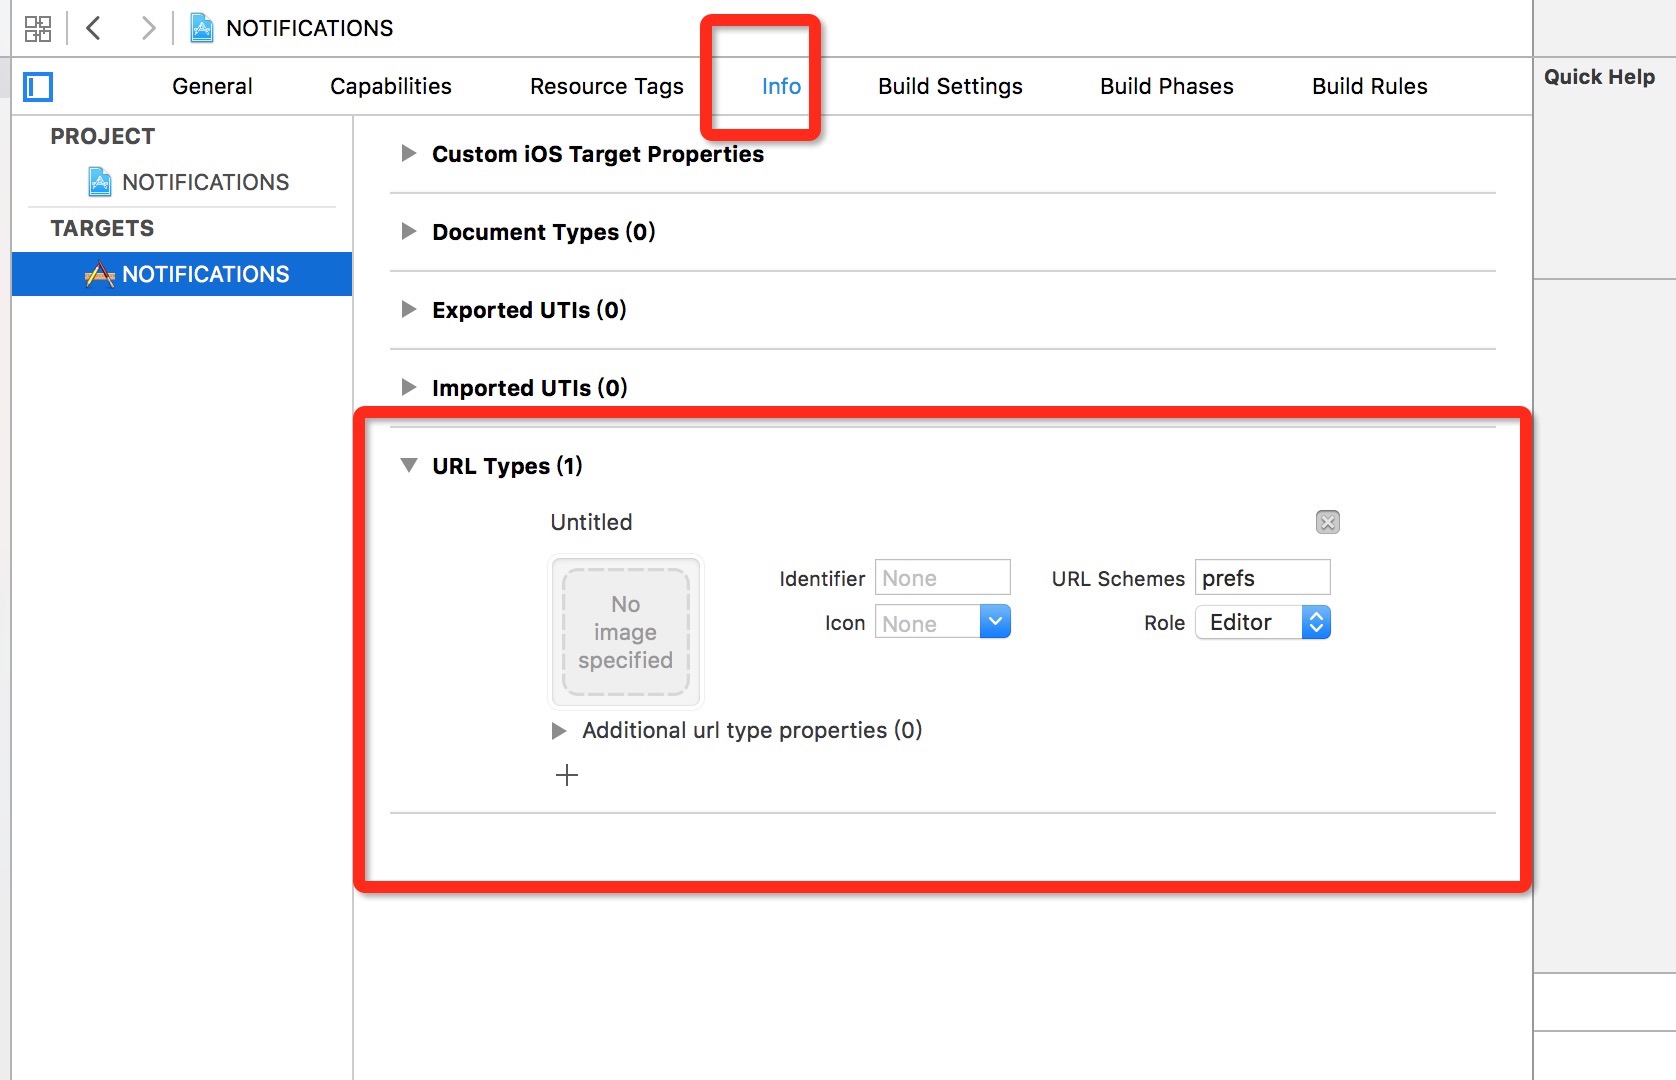 NOTIFICATIONS
General Capabilities Resource Tags Info Build Settings Build Phases Build Rules
Quick Help
PROJECT
NOTIFICATIONS
TARGETS
NOTIFICATIONS
Custom iOS Target Properties
Document Types (0)
Exported UTIs (0)
Imported UTIs (0)
URL Types (1)
Untitled
No
image
specified
Identifier None URL Schemes prefs
Icon None Role Editor
Additional url type properties (0)